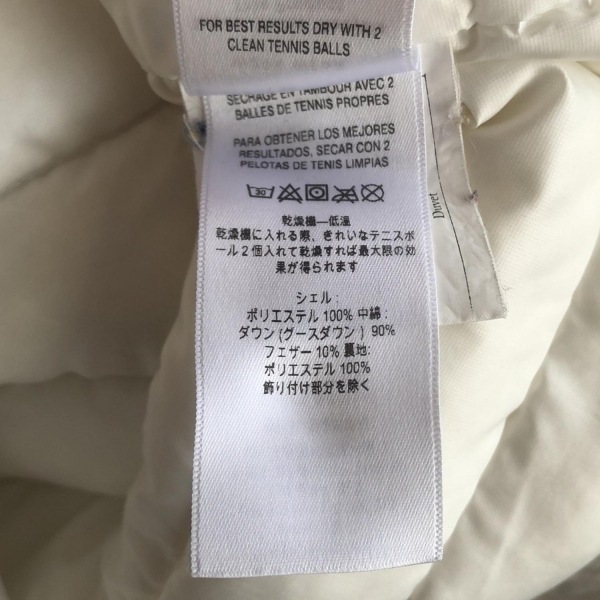 FOR BEST RESULTS DRY WITH 2
CLEAN TENNIS BALLS
SÉCHAGE EN TAMBOUR AVEC 2
BALLES DE TENNIS PROPRES
PARA OBTENER LOS MEJORES
RESULTADOS, SECAR CON 2
PELOTAS DE TENIS LIMPIAS
30
乾燥機—低温
乾燥機に入れる際、きれいなテニスボ
ール2個入れて乾燥すれば最大限の効
果が得られます
シェル:
ポリエステル 100% 中綿:
ダウン (グースダウン) 90%
フェザー 10% 裏地:
ポリエステル 100%
飾り付け部分を除く
Duvet